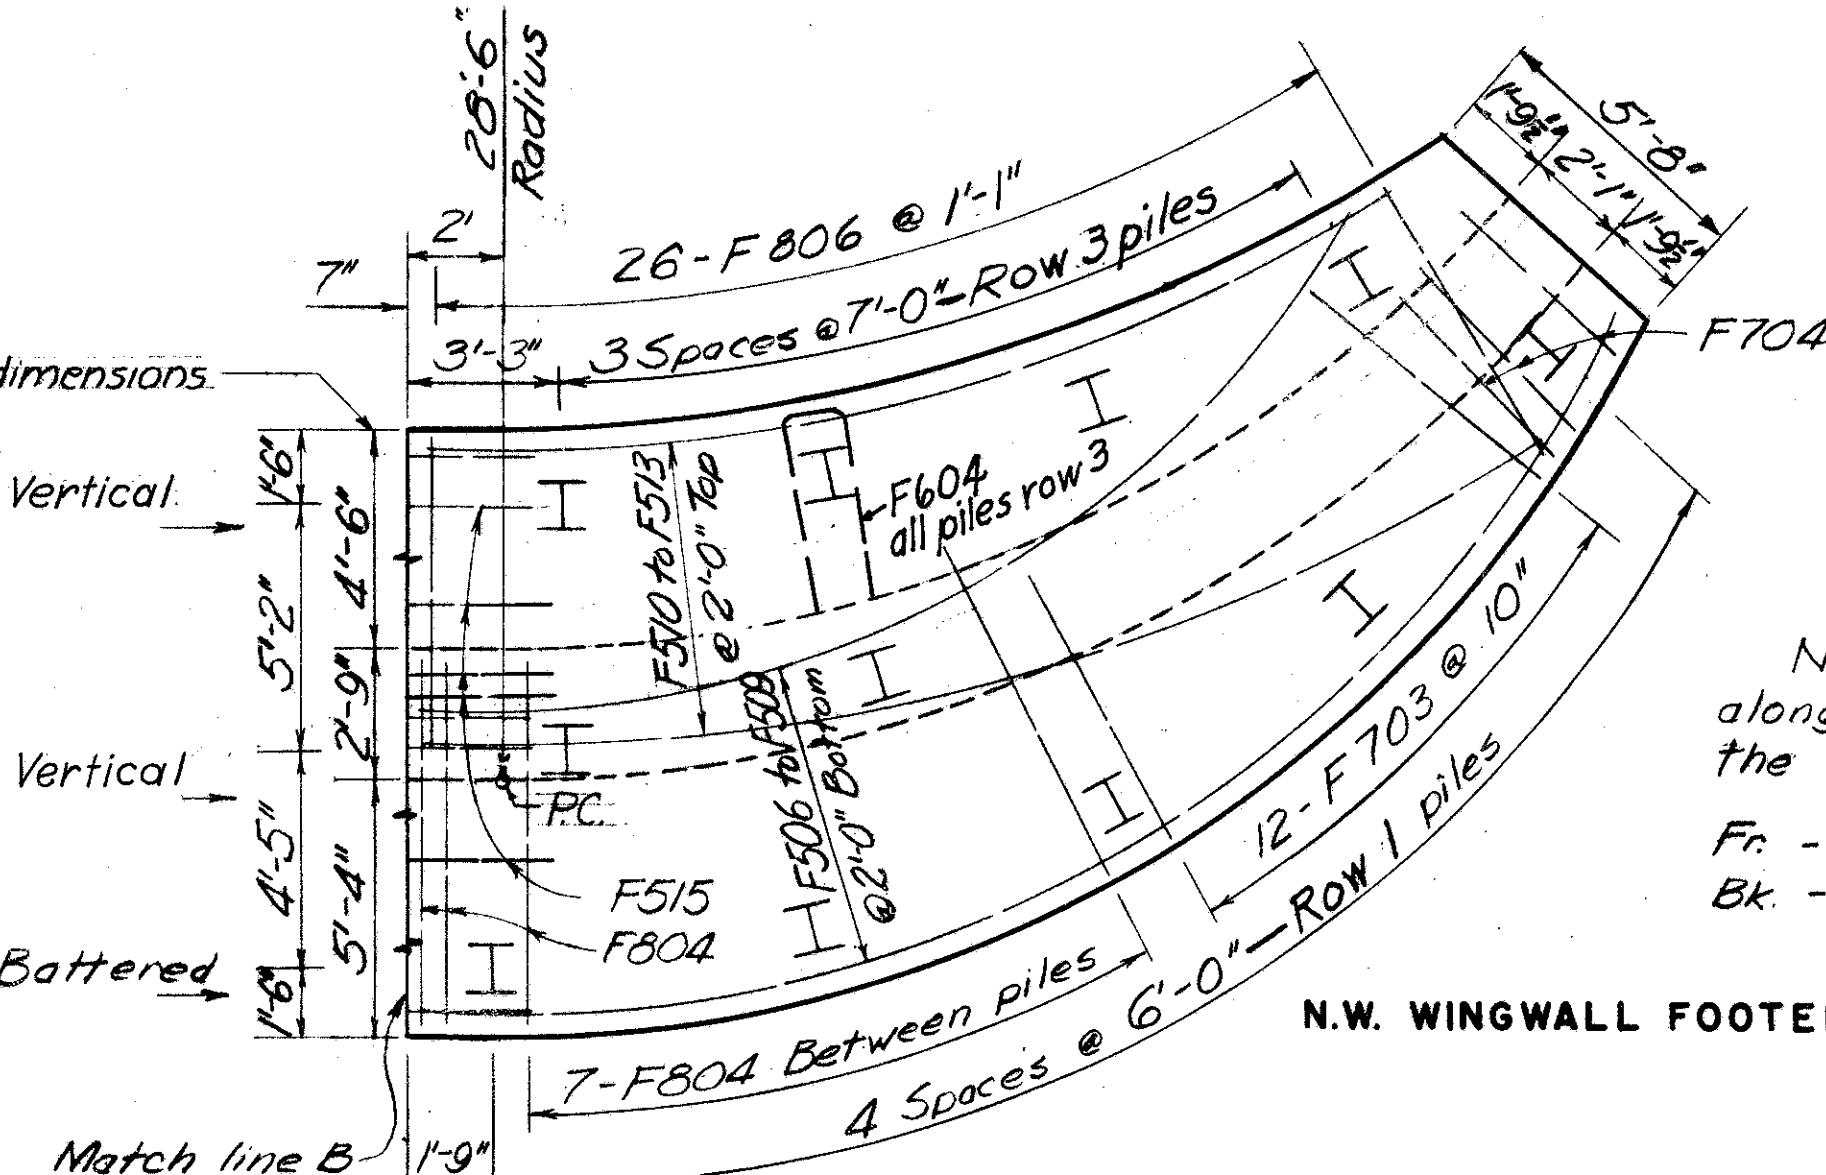 28'-6"
Radius
2'
7"
26-F 806 @ 1'-1"
3'-3"
3 Spaces @ 7'-0"-Row 3 piles
5'-8"
1'-9½"
2'-1"
1'-9½"
F704
dimensions
Vertical
Vertical
Battered
1'-6"
5'-2"
4'-5"
1'-6"
4'-6"
2'-9"
5'-4"
F510 to F513
@ 2'-0" Top
F604
all piles row 3
F506 to F509
@2'-0" Bottom
P.C.
F515
F804
12-F 703 @ 10"
7-F804 Between piles
4 Spaces @ 6'-0"-Row 1 piles
Match line B
1'-9"
N
along
the
Fr. -
Bk. -
N.W. WINGWALL FOOTE